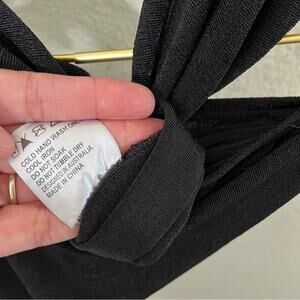 COLD HAND WASH ONLY
COOL IRON
DO NOT SOAK
DO NOT TUMBLE DRY
DESIGNED IN AUSTRALIA
MADE IN CHINA